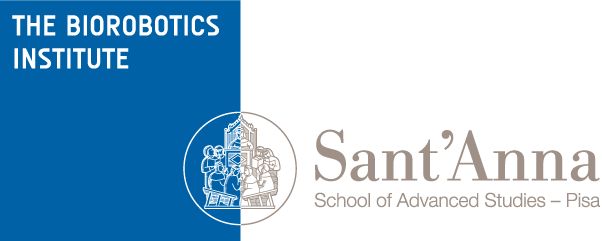 THE BIOROBOTICS
INSTITUTE
Sant'Anna
School of Advanced Studies – Pisa